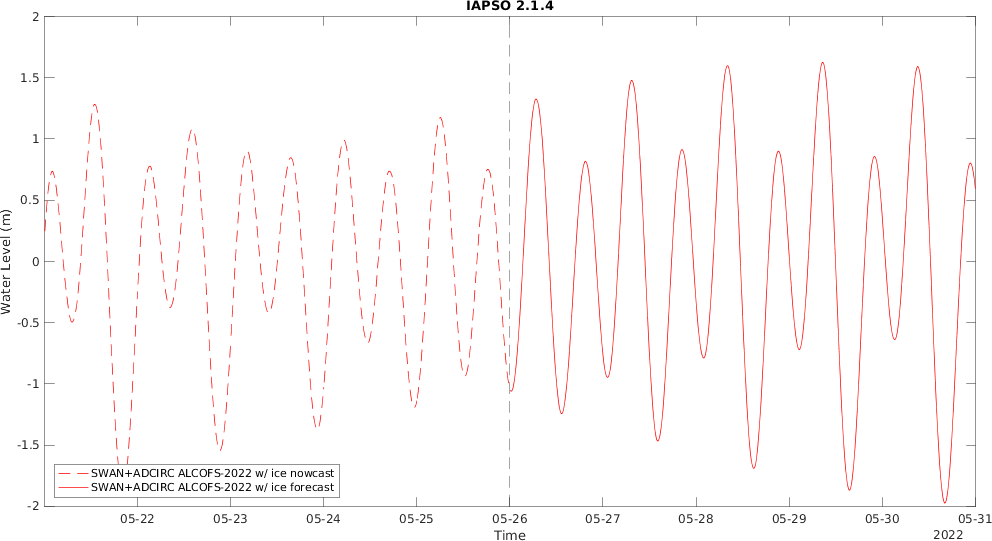 IAPSO 2.1.4
2
1.5
1
0.5
0
-0.5
-1
-1.5
-2
Water Level (m)
SWAN+ADCIRC ALCOFS-2022 w/ ice nowcast
SWAN+ADCIRC ALCOFS-2022 w/ ice forecast
05-22 05-23 05-24 05-25 05-26 05-27 05-28 05-29 05-30 05-31
Time
2022